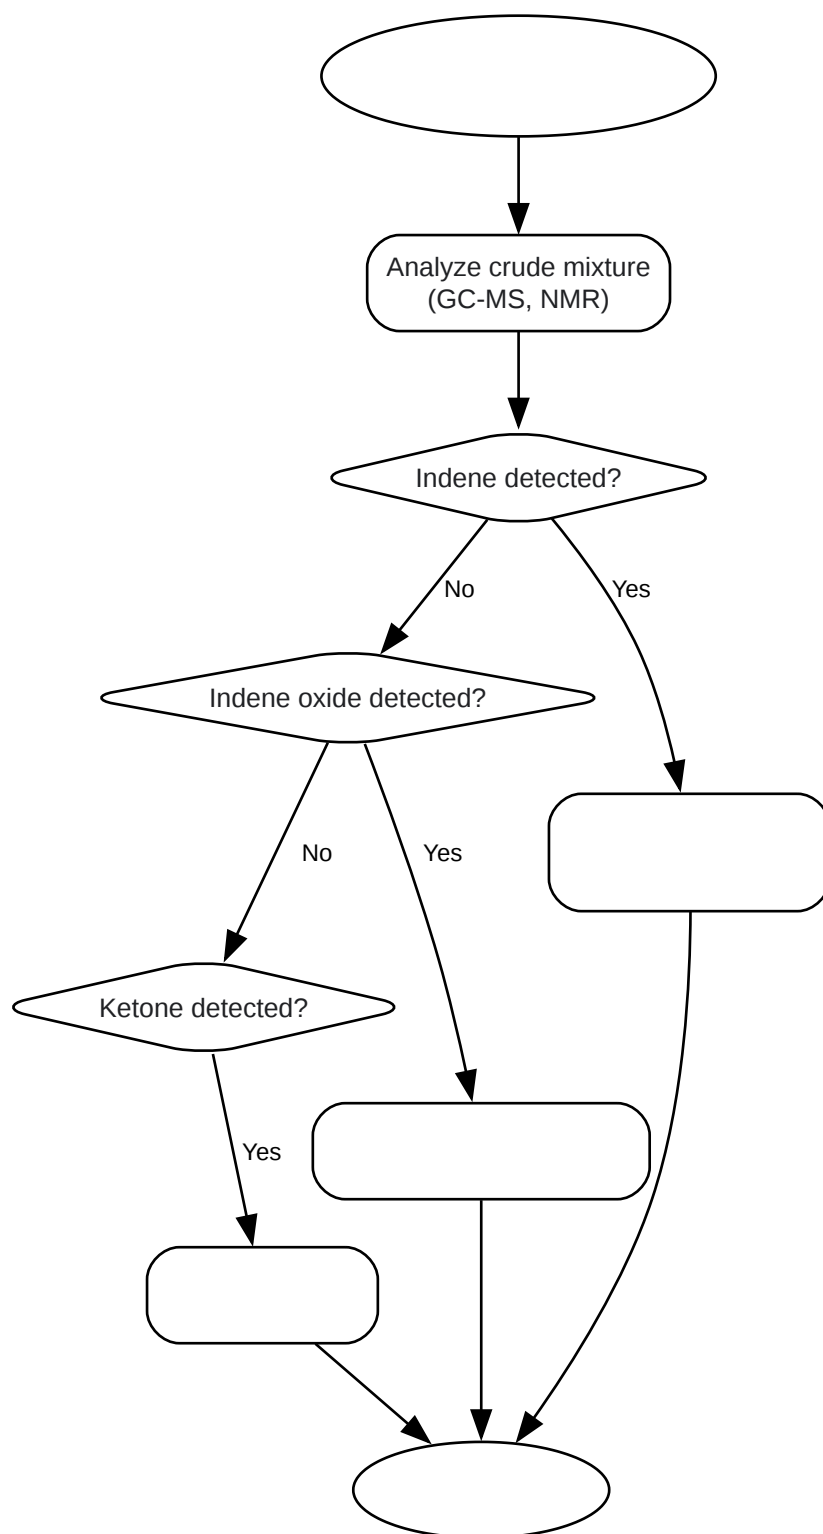 Analyze crude mixture
(GC-MS, NMR)
Indene detected?
No
Yes
Indene oxide detected?
No
Yes
Ketone detected?
Yes